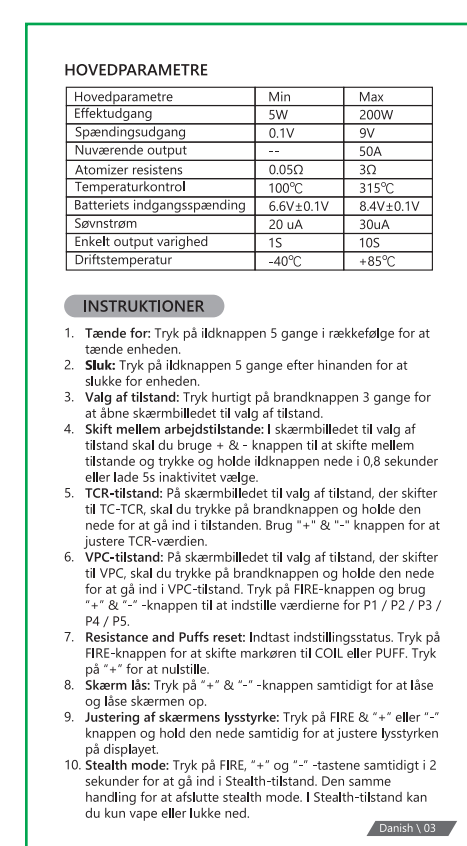 HOVEDPARAMETRE
Hovedparametre Min Max
Effektudgang 5W 200W
Spændingsudgang 0.1V 9V
Nuværende output -- 50A
Atomizer resistens 0.05Ω 3Ω
Temperaturkontrol 100℃ 315℃
Batteriets indgangsspænding 6.6V±0.1V 8.4V±0.1V
Søvnstrøm 20 uA 30uA
Enkelt output varighed 1S 10S
Driftstemperatur -40℃ +85℃
INSTRUKTIONER
1. Tænde for: Tryk på ildknappen 5 gange i rækkefølge for at
tænde enheden.
2. Sluk: Tryk på ildknappen 5 gange efter hinanden for at
slukke for enheden.
3. Valg af tilstand: Tryk hurtigt på brandknappen 3 gange for
at åbne skærmbilledet til valg af tilstand.
4. Skift mellem arbejdstilstande: I skærmbilledet til valg af
tilstand skal du bruge + & - knappen til at skifte mellem
tilstande og trykke og holde ildknappen nede i 0,8 sekunder
eller lade 5s inaktivitet vælge.
5. TCR-tilstand: På skærmbilledet til valg af tilstand, der skifter
til TC-TCR, skal du trykke på brandknappen og holde den
nede for at gå ind i tilstanden. Brug "+" & "-" knappen for at
justere TCR-værdien.
6. VPC-tilstand: På skærmbilledet til valg af tilstand, der skifter
til VPC, skal du trykke på brandknappen og holde den nede
for at gå ind i VPC-tilstand. Tryk på FIRE-knappen og brug
“+” & “-” -knappen til at indstille værdierne for P1 / P2 / P3 /
P4 / P5.
7. Resistance and Puffs reset: Indtast indstillingsstatus. Tryk på
FIRE-knappen for at skifte markøren til COIL eller PUFF. Tryk
på “+” for at nulstille.
8. Skærm lås: Tryk på “+” & “-” -knappen samtidigt for at låse
og låse skærmen op.
9. Justering af skærmens lysstyrke: Tryk på FIRE & “+” eller “-”
knappen og hold den nede samtidig for at justere lysstyrken
på displayet.
10. Stealth mode: Tryk på FIRE, “+” og “-” -tastene samtidigt i 2
sekunder for at gå ind i Stealth-tilstand. Den samme
handling for at afslutte stealth mode. I Stealth-tilstand kan
du kun vape eller lukke ned.
Danish \ 03